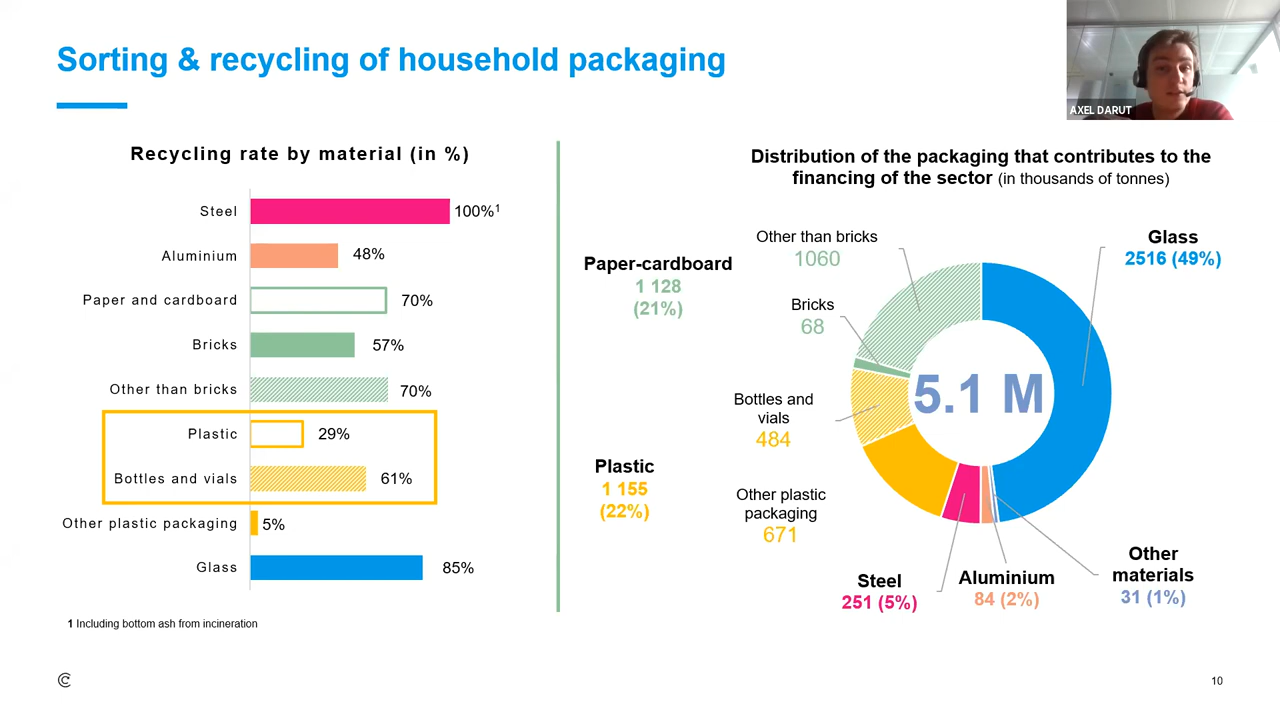 Sorting & recycling of household packaging
AXEL DARUT
Recycling rate by material (in %)
Steel 100%¹
Aluminium 48%
Paper and cardboard 70%
Bricks 57%
Other than bricks 70%
Plastic 29%
Bottles and vials 61%
Other plastic packaging 5%
Glass 85%
1 Including bottom ash from incineration
Distribution of the packaging that contributes to the
financing of the sector (in thousands of tonnes)
Paper-cardboard
1 128
(21%)
Plastic
1 155
(22%)
Other than bricks
1060
Bricks
68
Bottles and
vials
484
Other plastic
packaging
671
Steel
251 (5%)
Aluminium
84 (2%)
Other
materials
31 (1%)
Glass
2516 (49%)
5.1 M
10